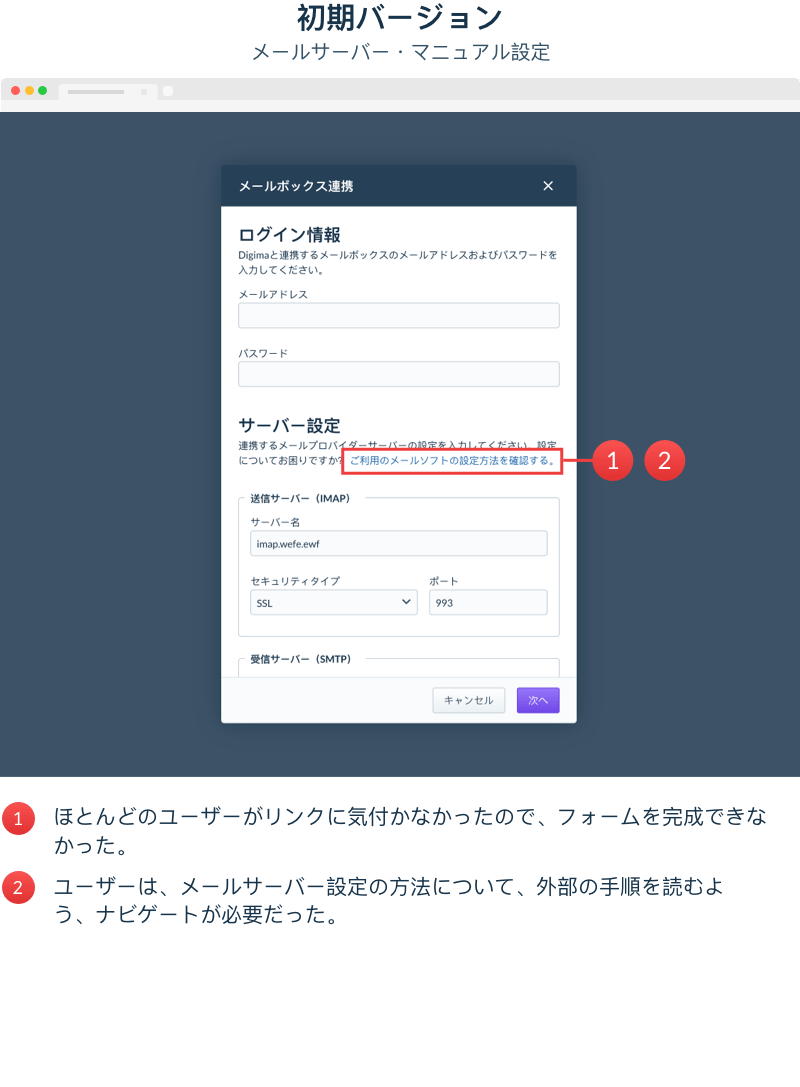 初期バージョン
メールサーバー・マニュアル設定
メールボックス連携
ログイン情報
Digimaと連携するメールボックスのメールアドレスおよびパスワードを
入力してください。
メールアドレス
パスワード
サーバー設定
連携するメールプロバイダーサーバーの設定を入力してください。設定
についてお困りですか? ご利用のメールソフトの設定方法を確認する。
1 2
送信サーバー（IMAP）
サーバー名
imap.wefe.ewf
セキュリティタイプ ポート
SSL 993
受信サーバー（SMTP）
キャンセル 次へ
1 ほとんどのユーザーがリンクに気付かなかったので、フォームを完成できな
かった。
2 ユーザーは、メールサーバー設定の方法について、外部の手順を読むよ
う、ナビゲートが必要だった。